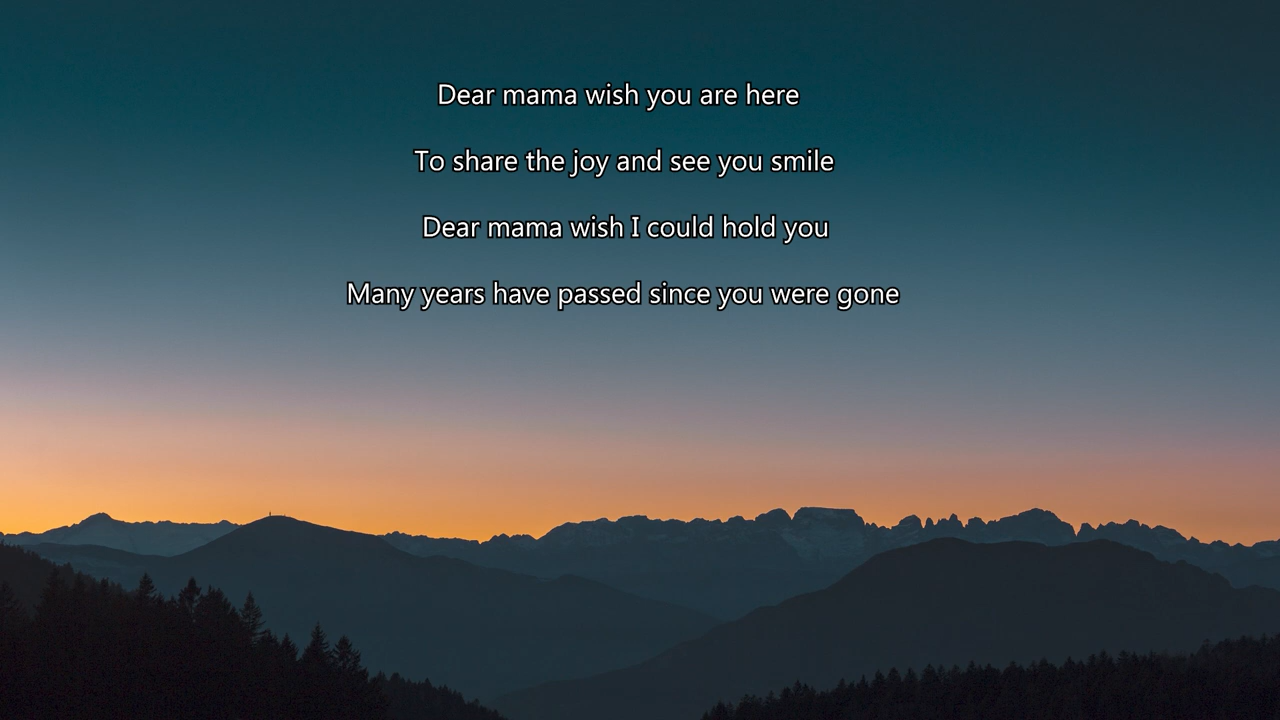 Dear mama wish you are here
To share the joy and see you smile
Dear mama wish I could hold you
Many years have passed since you were gone